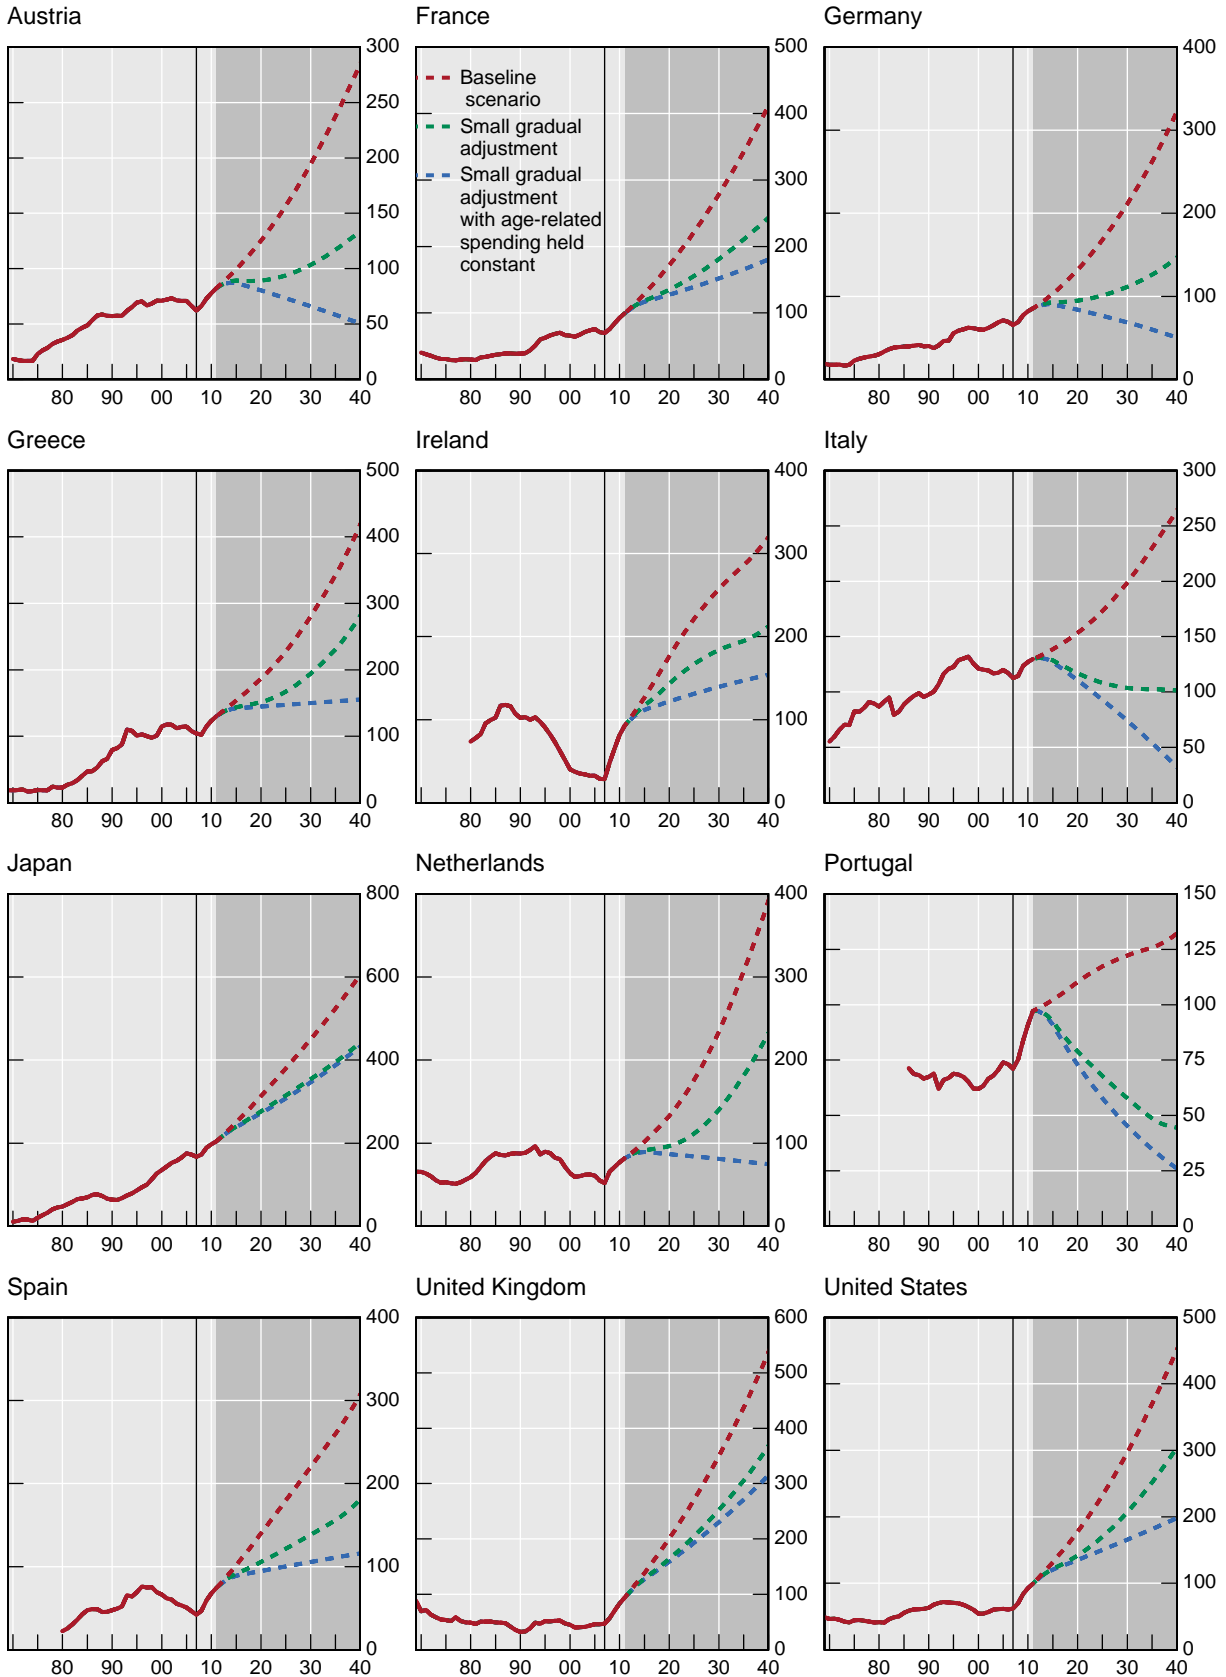 Austria
France
Germany
300
250
200
150
100
50
0
80 90 00 10 20 30 40
500
400
300
200
100
0
80 90 00 10 20 30 40
Baseline
scenario
Small gradual
adjustment
Small gradual
adjustment
with age-related
spending held
constant
400
300
200
100
0
80 90 00 10 20 30 40
Greece
Ireland
Italy
500
400
300
200
100
0
80 90 00 10 20 30 40
400
300
200
100
0
80 90 00 10 20 30 40
300
250
200
150
100
50
0
80 90 00 10 20 30 40
Japan
Netherlands
Portugal
800
600
400
200
0
80 90 00 10 20 30 40
400
300
200
100
0
80 90 00 10 20 30 40
150
125
100
75
50
25
0
80 90 00 10 20 30 40
Spain
United Kingdom
United States
400
300
200
100
0
80 90 00 10 20 30 40
600
500
400
300
200
100
0
80 90 00 10 20 30 40
500
400
300
200
100
0
80 90 00 10 20 30 40